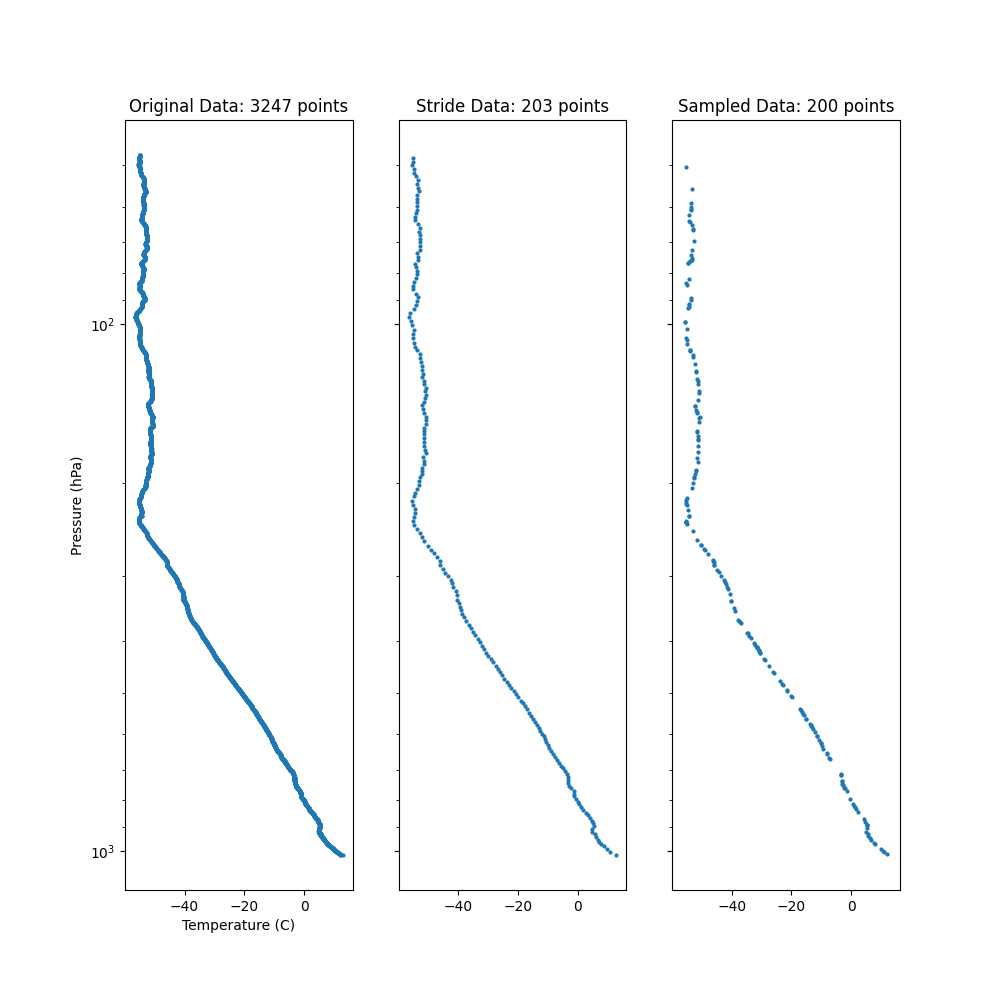 Original Data: 3247 points
Stride Data: 203 points
Sampled Data: 200 points
10²
10³
Pressure (hPa)
−40 −20 0
−40 −20 0
−40 −20 0
Temperature (C)